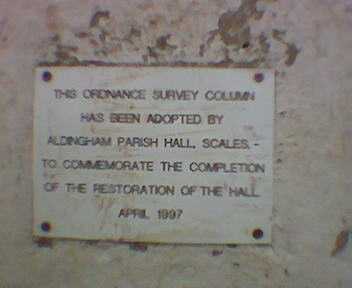 THIS ORDNANCE SURVEY COLUMN
HAS BEEN ADOPTED BY
ALDINGHAM PARISH HALL, SCALES, -
TO COMMEMORATE THE COMPLETION
OF THE RESTORATION OF THE HALL
APRIL 1997